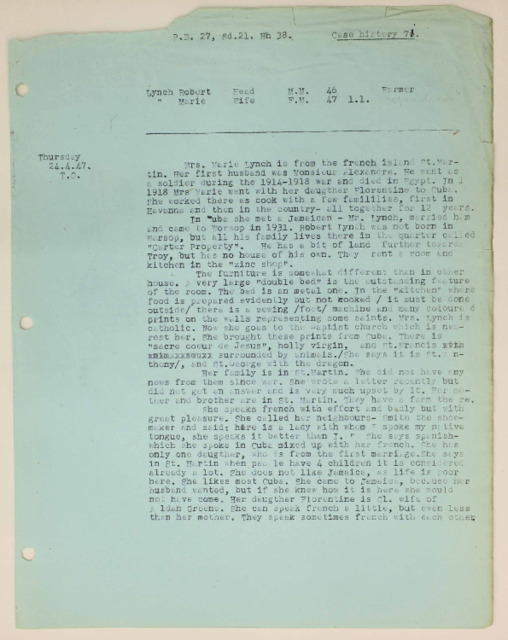 P.D. 27, Sd.21. Hh 38. Case history 71.
Lynch Robert Head M.M. 46 Farmer
" Marie Wife F.M. 47 l.l.
Thursday
24.4.47.
T.O.
Mrs. Marie Lynch is from the french island St.Mar-
tin. Her first husband was Monsieur Alexandre. He went as
a soldier during the 1914-1918 war and died in Egypt. In
1918 Mrs Marie went with her daugther Florentine to Cuba.
She worked there as cook with a few families, first in
Havanna and then in the country- all together for 12 years.
In Cuba she met a Jamaican - Mr. Lynch, married him
and came to Worsop in 1931. Robert Lynch was not born in
Warsop, but all his family lives there in the quarter called
"Carter Property". He has a bit of land further towards
Troy, but has no house of his own. They rent a room and
kitchen in the "zinc shop".
The furniture is somewhat different than in other
house. A very large "double bed" is the outstanding feature
of the room. The bed is an metal one. In the "kitchen" where
food is prepared evidently but not kooked / it must be done
outside/ there is a sewing /foot/ machine and many coloured
prints on the walls representing some saints. Mrs. Lynch is
catholic. Now she goes to the Baptist church which is nea-
rest her. She brought these prints from Cuba. There is
"sacre coeur de Jesus", holly virgin, and St.Francis
surrounded by animals./She says it is St. An-
thony/, and St.George with the dragon.
Her family is in St.Martin. She did not have any
news from them since war. She wrote a letter recently but
did not get an answer and is very much upset by it. Her mo-
ther and brother are in St. Martin. They have a farm there.
She speaks french with effort and badly but with
great pleasure. She called her neighbours- Smith the shoe-
maker and said: here is a lady with whom I spoke my native
tongue, she speaks it better than I. " She says spanish-
which she spoke in Cuba mixed up with her french. She has
only one daugther, who is from the first marriage. She says
in St. Martin when people have 4 children it is considered
already a lot. She does not like Jamaica, as life is poor
here. She likes most Cuba. She came to Jamaica, because her
husband wanted, but if she knew how it is here she would
not have come. Her daugther Florentine is Cl. wife of
Aldan Greene. She can speak french a little, but even less
than her mother. They speak sometimes french with each other